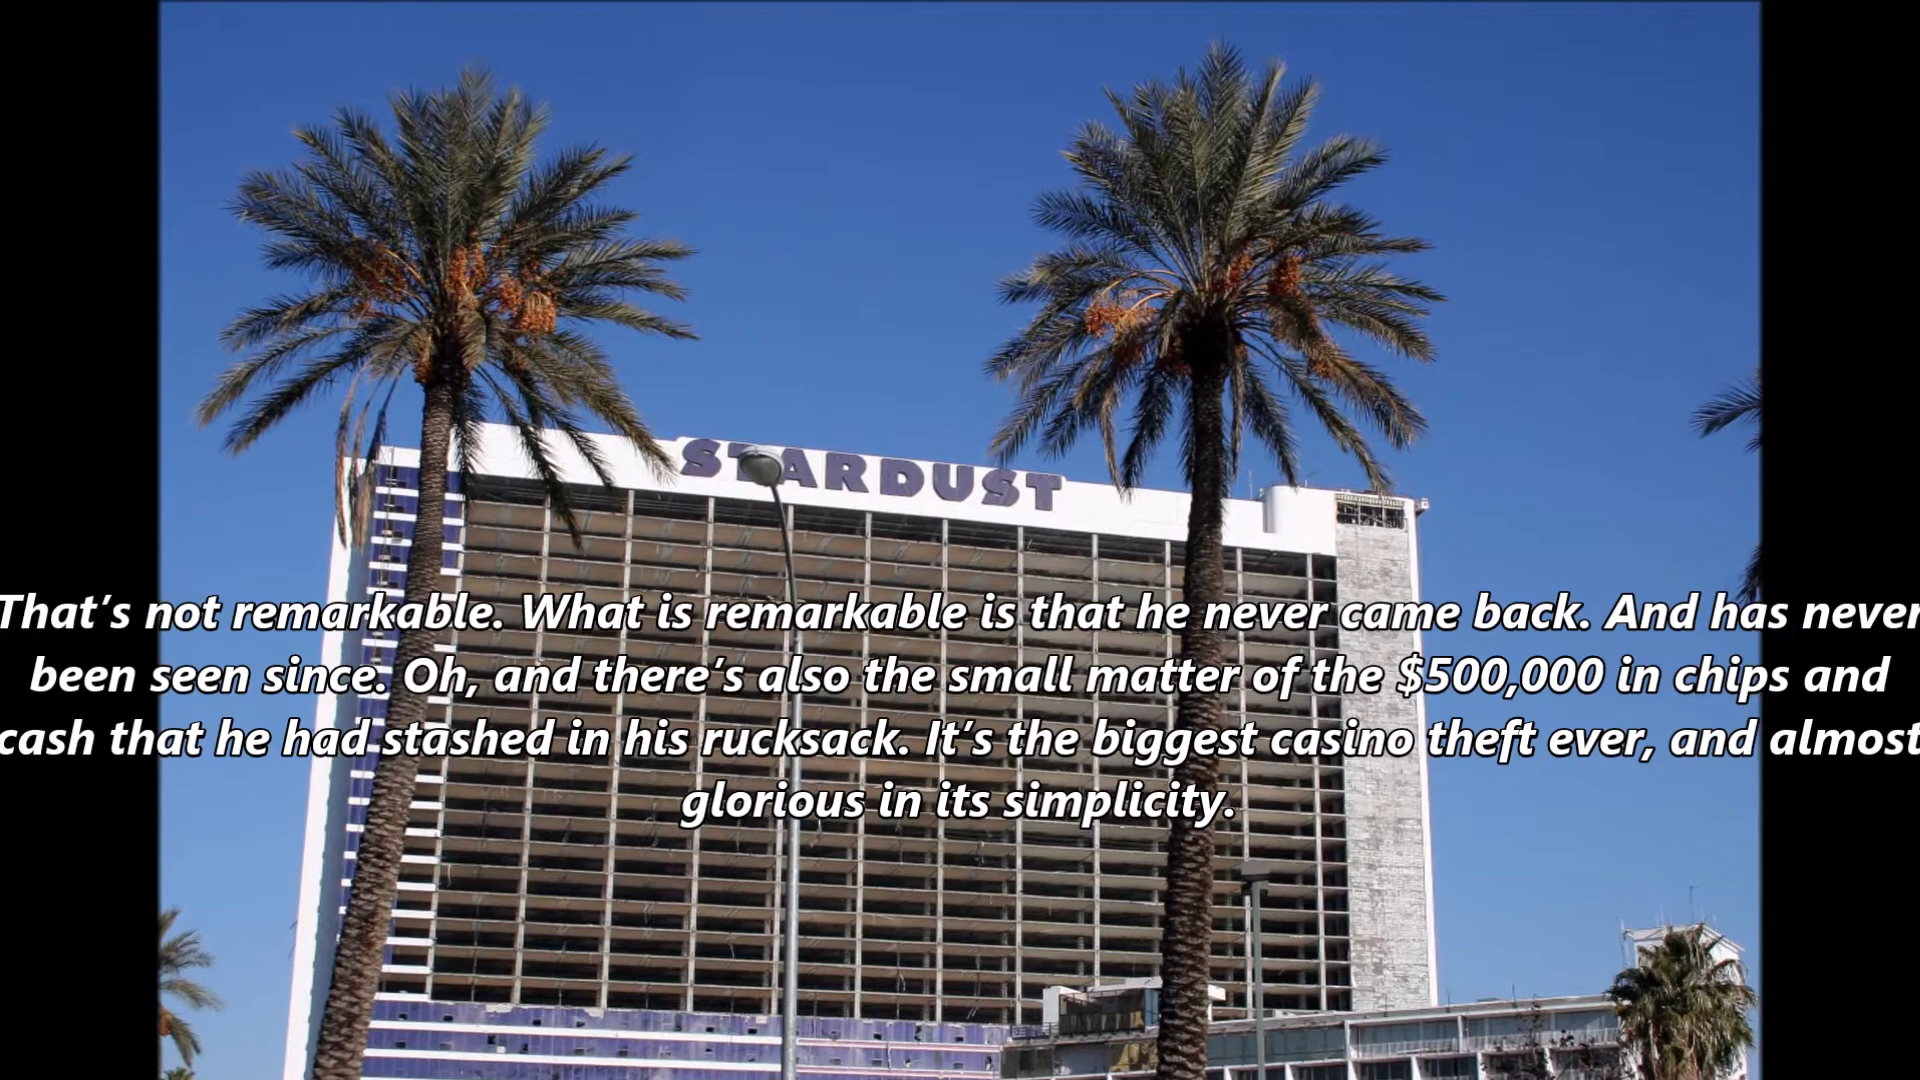 STARDUST
That's not remarkable. What is remarkable is that he never came back. And has never
been seen since. Oh, and there's also the small matter of the $500,000 in chips and
cash that he had stashed in his rucksack. It's the biggest casino theft ever, and almost
glorious in its simplicity.